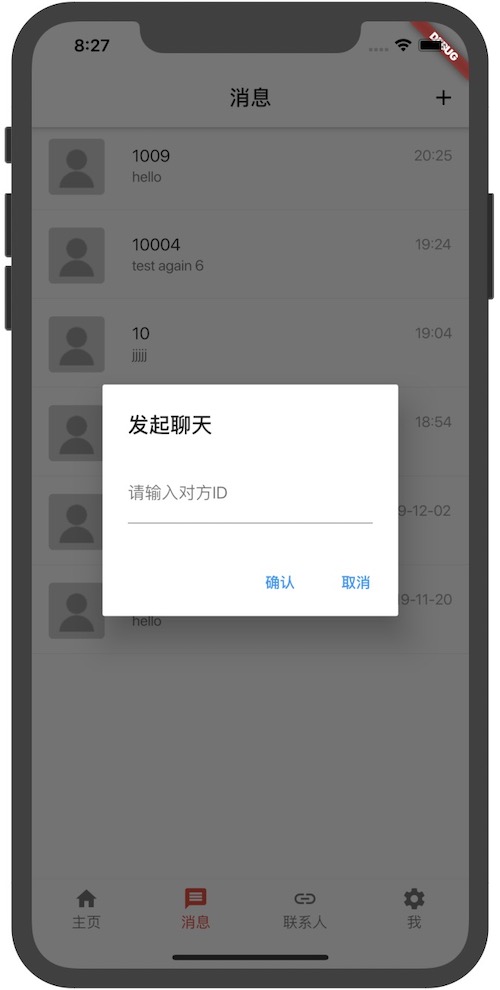 8:27
DEBUG
消息
+
1009
20:25
hello
10004
19:24
test again 6
10
19:04
jjjjj
18:54
发起聊天
请输入对方ID
9-12-02
确认
取消
9-11-20
hello
主页
消息
联系人
我